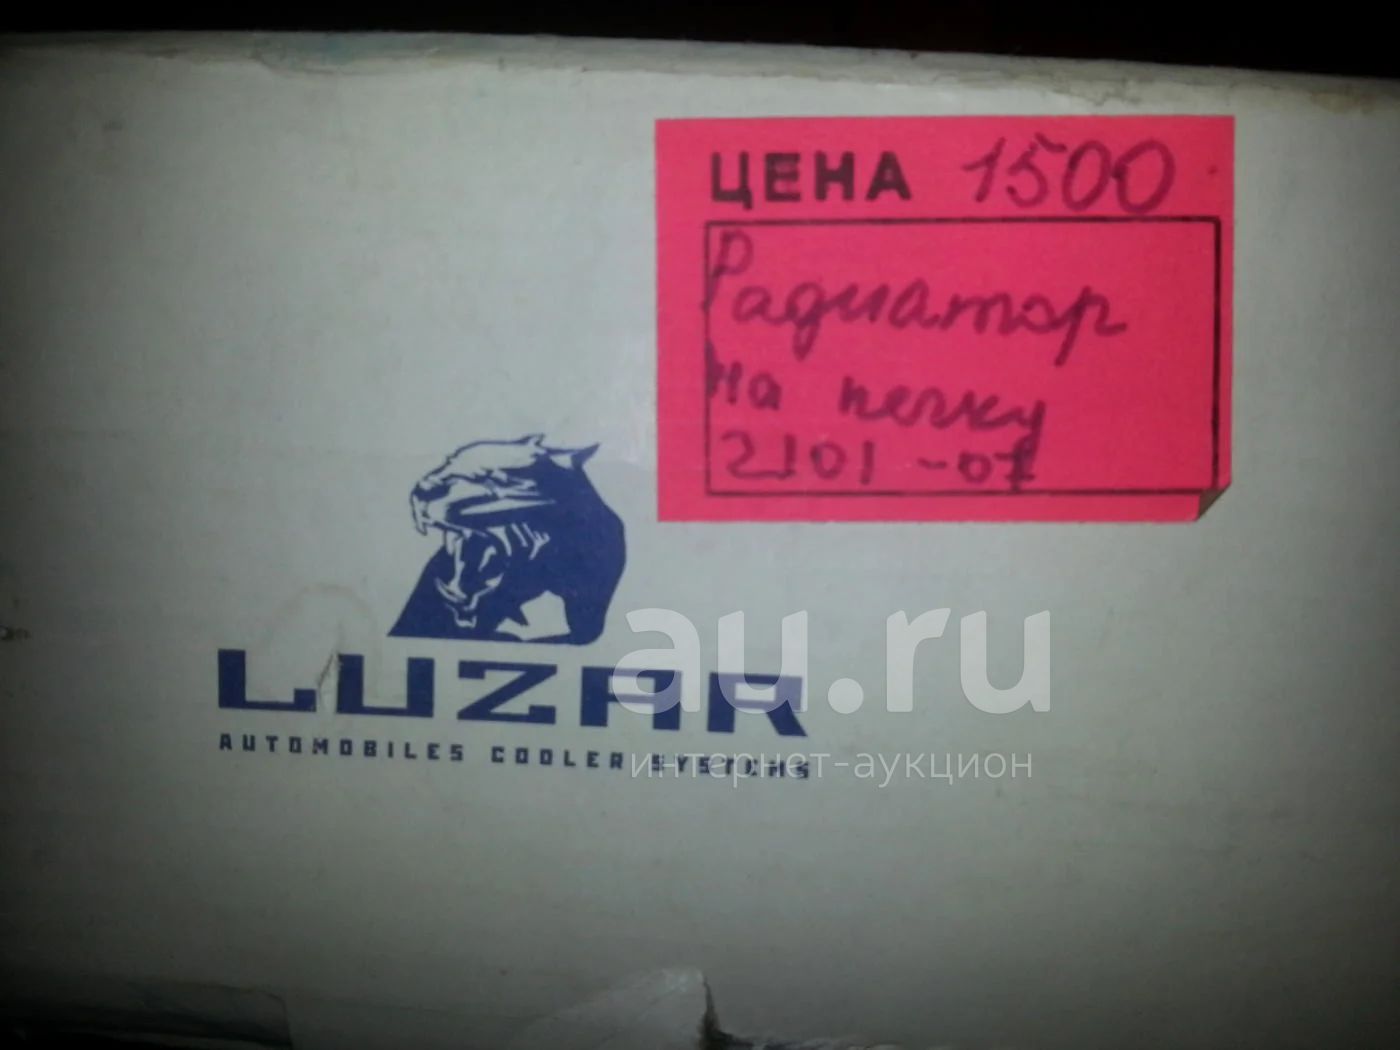 ЦЕНА 1500
Радиатор
на печку
2101-07
LUZAR
AUTOMOBILES COOLER SYSTEMS
au.ru
интернет-аукцион